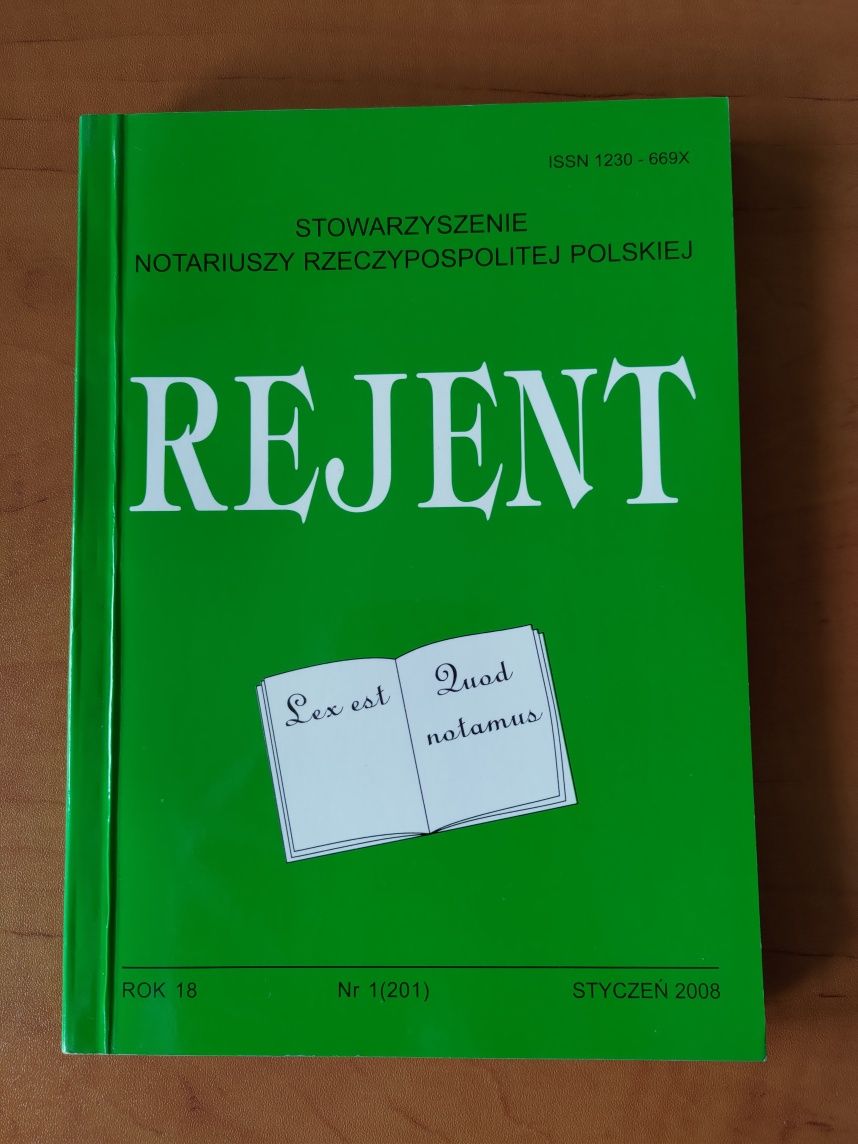 ISSN 1230 - 669X
STOWARZYSZENIE
NOTARIUSZY RZECZYPOSPOLITEJ POLSKIEJ
REJENT
Lex est
Quod
notamus
ROK 18 Nr 1(201) STYCZEŃ 2008